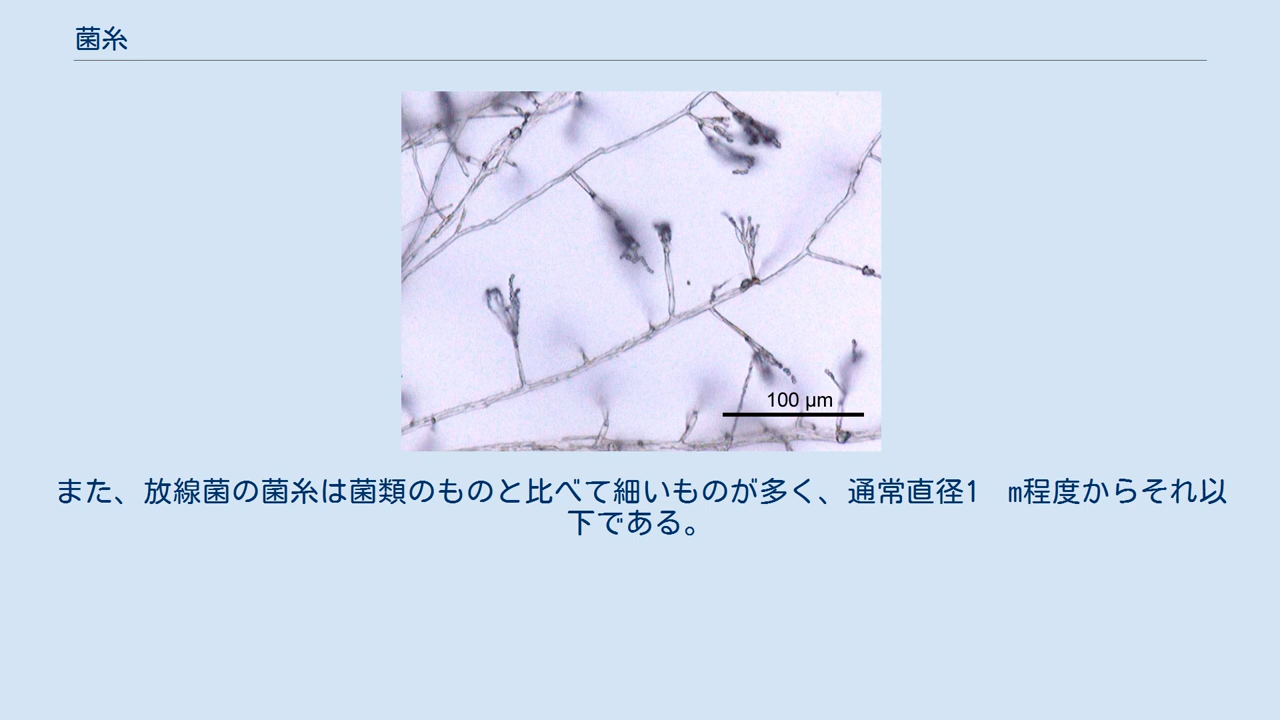 菌糸
100 µm
また、放線菌の菌糸は菌類のものと比べて細いものが多く、通常直径1　m程度からそれ以
下である。